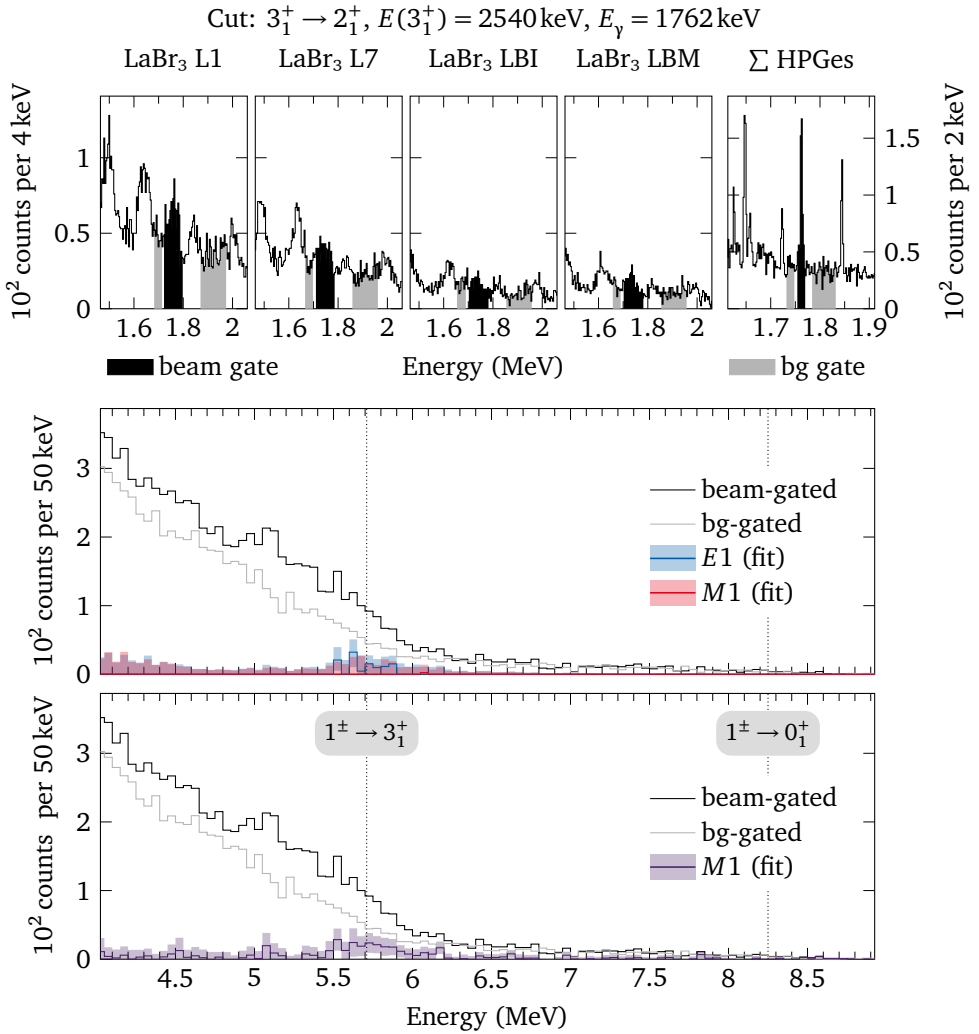 Cut: 3₁⁺ → 2₁⁺, E(3₁⁺) = 2540 keV, Eᵧ = 1762 keV
LaBr₃ L1 LaBr₃ L7 LaBr₃ LBI LaBr₃ LBM ∑ HPGes
10² counts per 4 keV
0 0.5 1
10² counts per 2 keV
0 0.5 1 1.5
1.6 1.8 2 1.6 1.8 2 1.6 1.8 2 1.6 1.8 2 1.7 1.8 1.9
beam gate Energy (MeV) bg gate
10² counts per 50 keV
0 1 2 3
beam-gated
bg-gated
E1 (fit)
M1 (fit)
10² counts per 50 keV
0 1 2 3
1± → 3₁⁺ 1± → 0₁⁺
beam-gated
bg-gated
M1 (fit)
4.5 5 5.5 6 6.5 7 7.5 8 8.5
Energy (MeV)